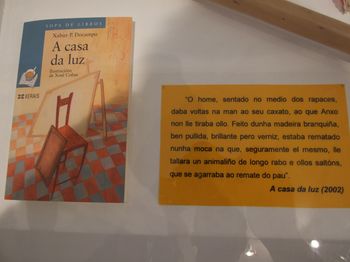 SOPA DE LIBROS
Xabier P. Docampo
A casa
da luz
Ilustracións
de Xosé Cobas
XERAIS
"O home, sentado no medio dos rapaces,
daba voltas na man ao seu caxato, ao que Anxo
non lle tiraba ollo. Feito dunha madeira branquiña,
ben pulida, brillante pero verniz, estaba rematado
nunha moca na que, seguramente el mesmo, lle
tallara un animaliño de longo rabo e ollos saltóns,
que se agarraba ao remate do pau".
A casa da luz (2002)